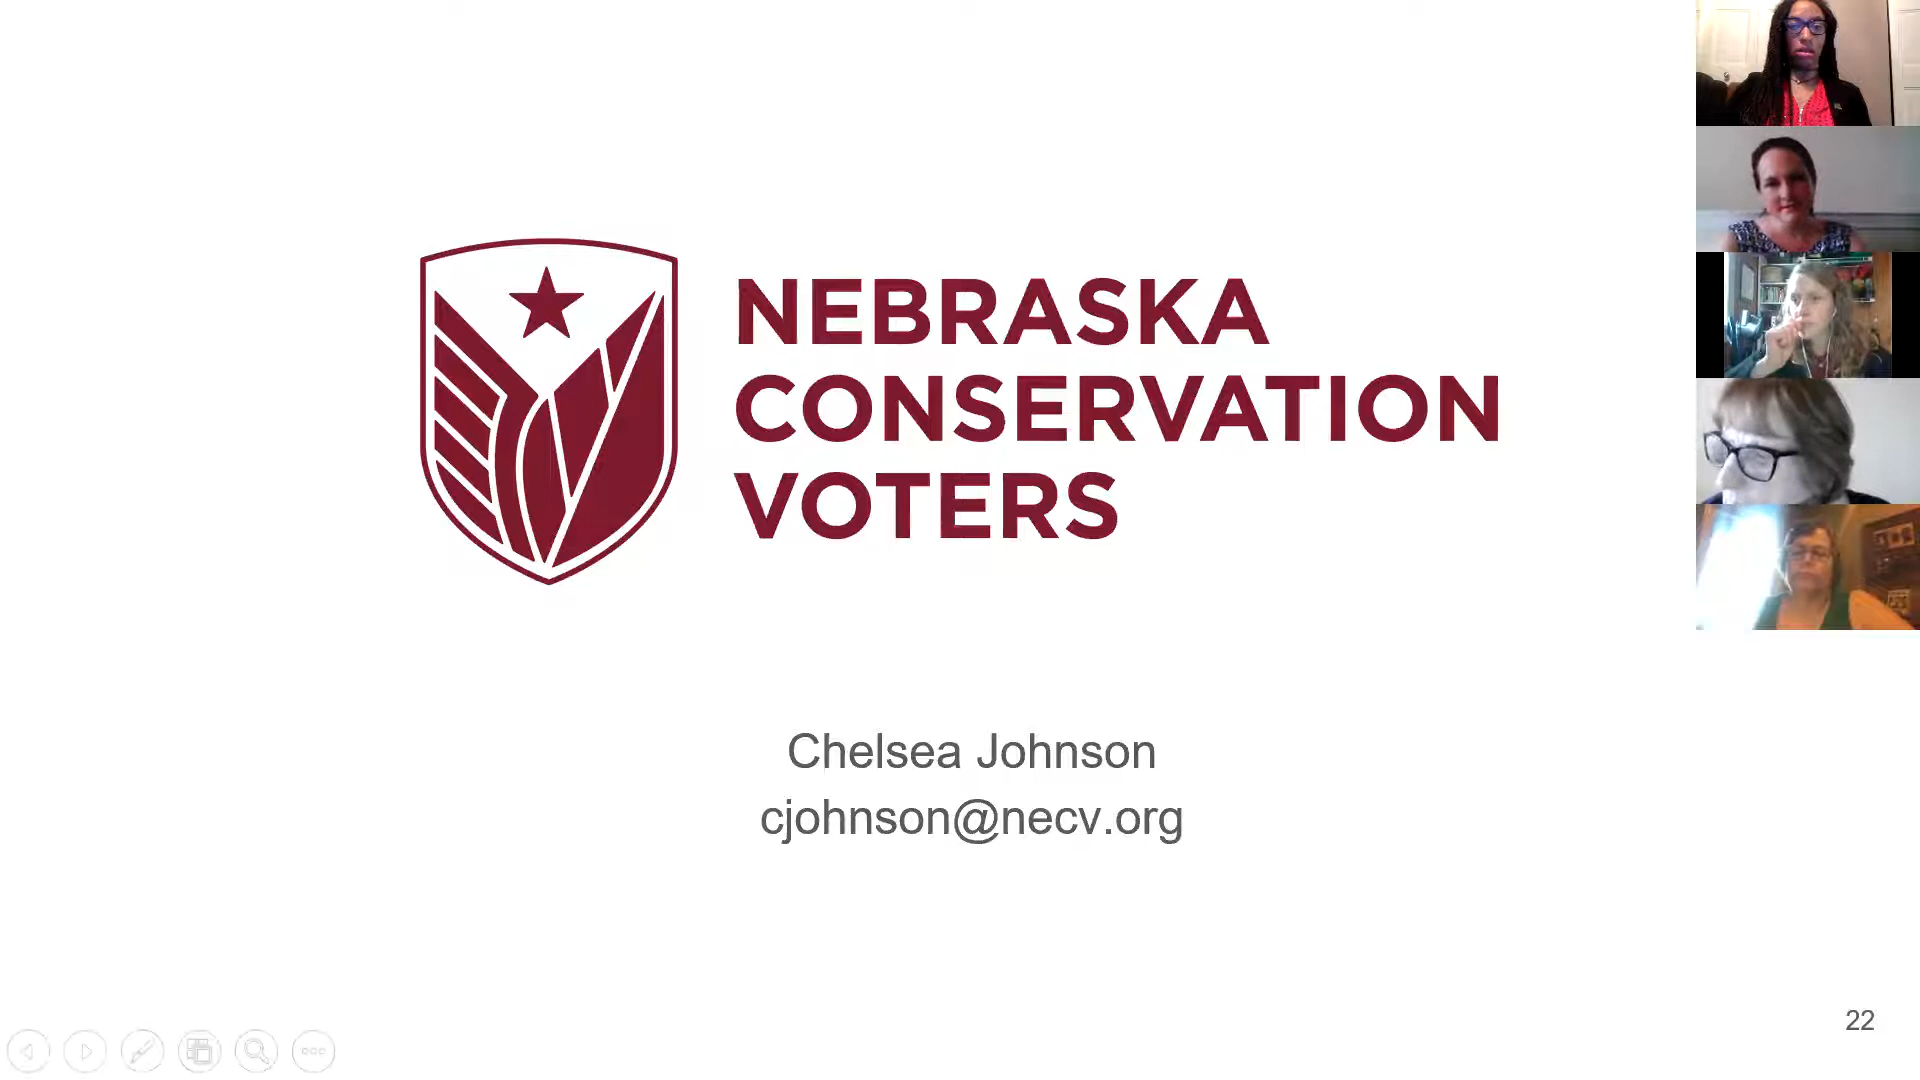 NEBRASKA
CONSERVATION
VOTERS
Chelsea Johnson
cjohnson@necv.org
22